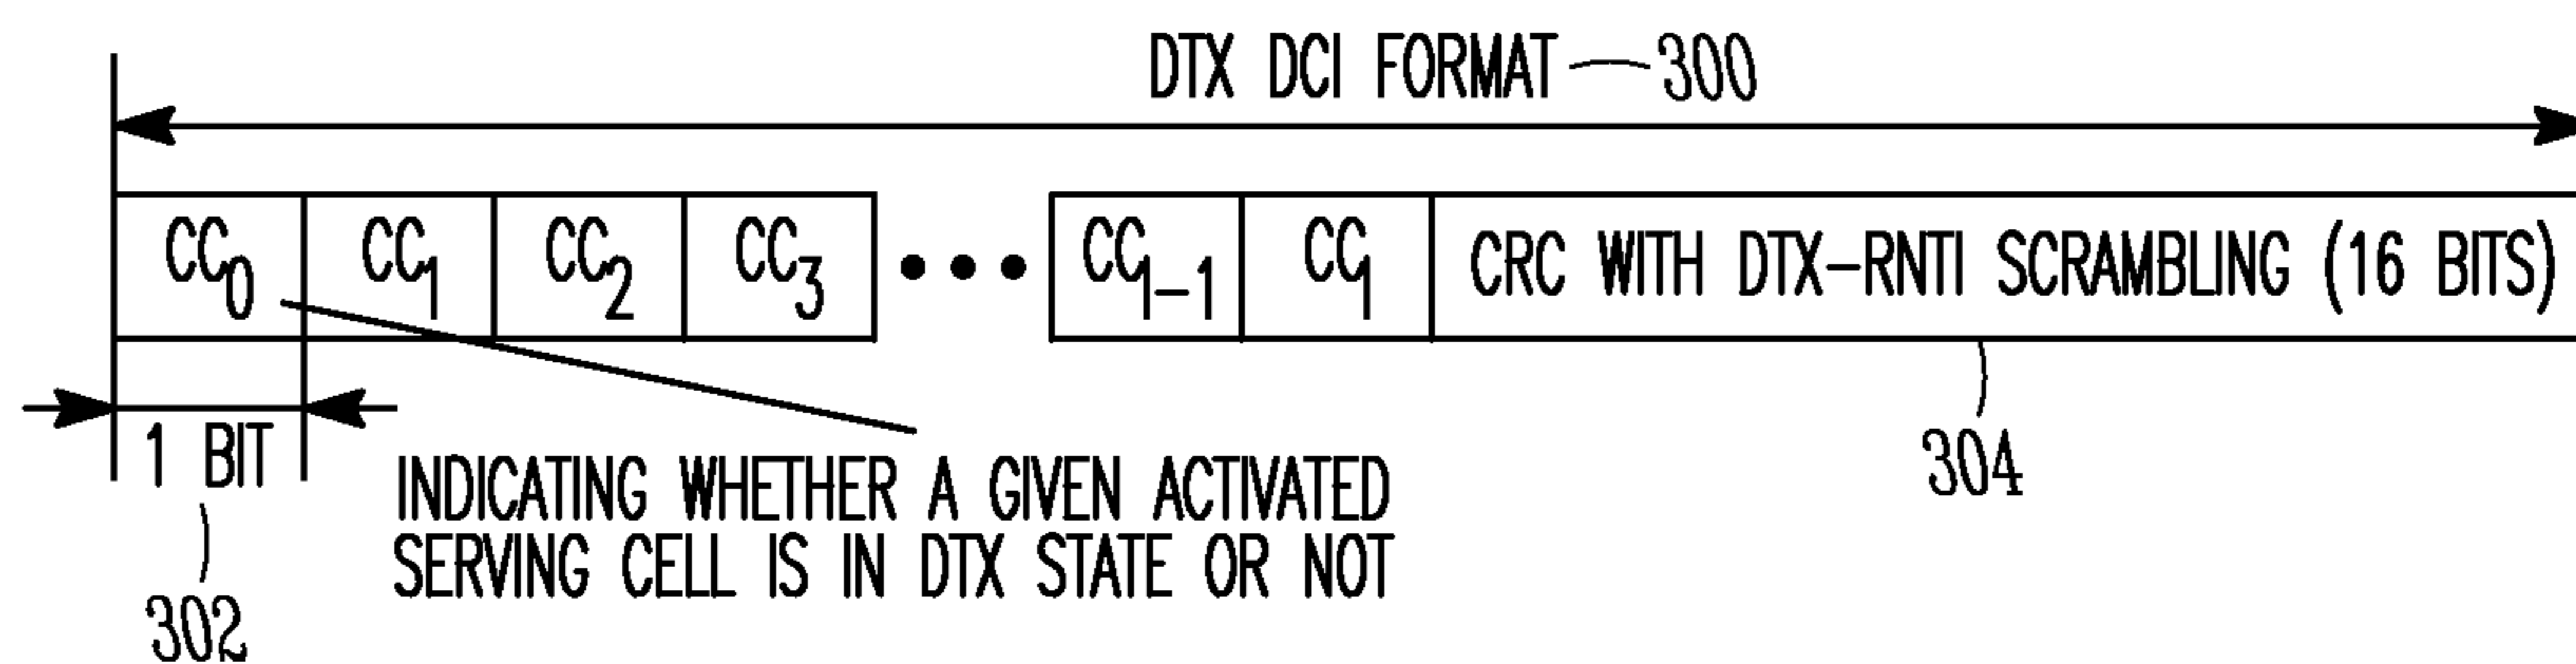 DTX DCI FORMAT 300
CC0 CC1 CC2 CC3 ••• CCl-1 CCl CRC WITH DTX-RNTI SCRAMBLING (16 BITS)
1 BIT
INDICATING WHETHER A GIVEN ACTIVATED
SERVING CELL IS IN DTX STATE OR NOT
304
302